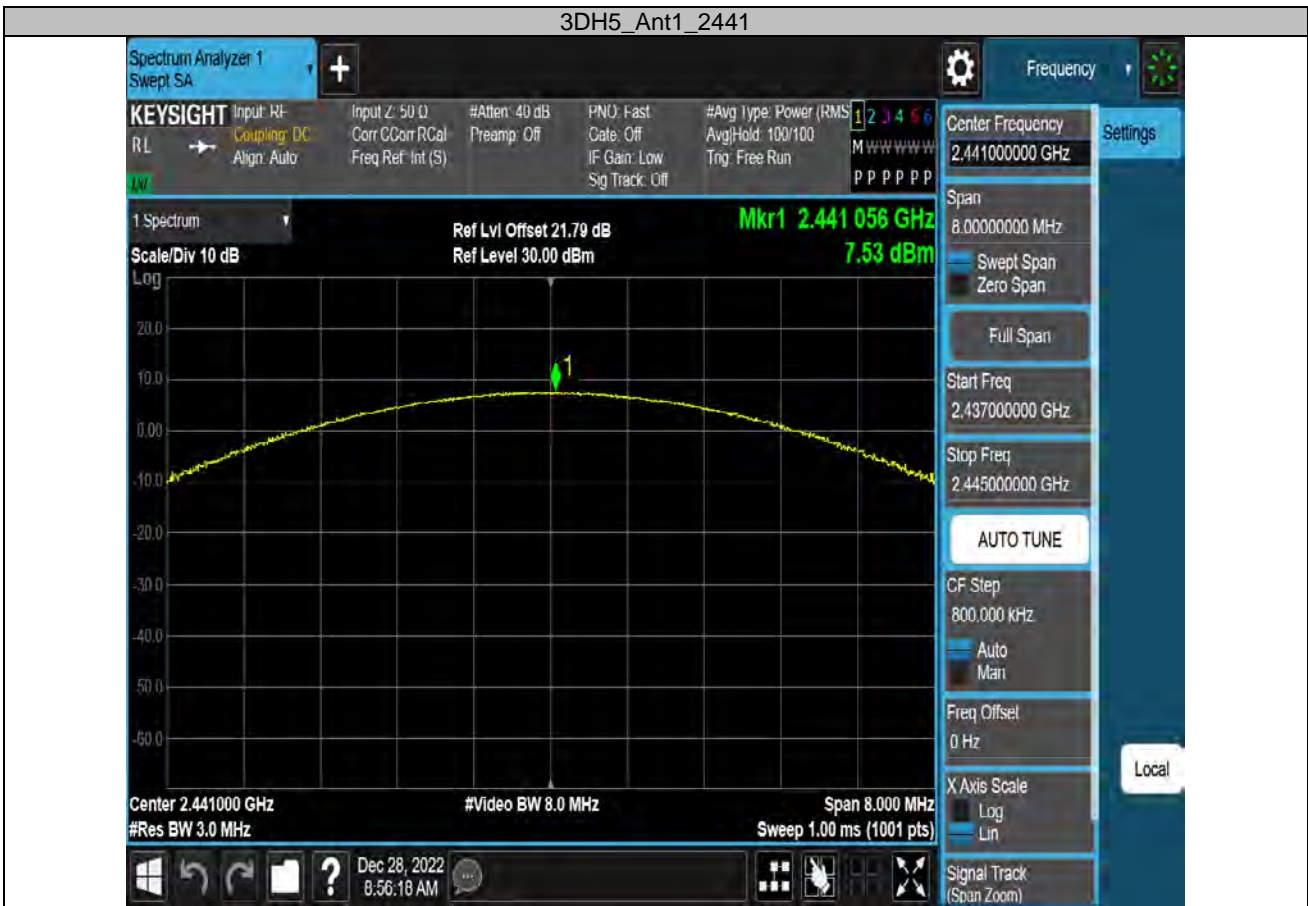 3DH5_Ant1_2441
Spectrum Analyzer 1
Swept SA
Frequency
KEYSIGHT
RL
Input: RF
Coupling: DC
Align: Auto
Input Z: 50 Ω
Corr CCorr RCal
Freq Ref: Int (S)
#Atten: 40 dB
Preamp: Off
PNO: Fast
Gate: Off
IF Gain: Low
Sig Track: Off
#Avg Type: Power (RMS
Avg|Hold: 100/100
Trig: Free Run
1 2 3 4 5 6
M W W W W W
P P P P P P
1 Spectrum
Scale/Div 10 dB
Ref Lvl Offset 21.79 dB
Ref Level 30.00 dBm
Mkr1 2.441 056 GHz
7.53 dBm
Log
20.0
10.0
0.00
-10.0
-20.0
-30.0
-40.0
-50.0
-60.0
1
Center 2.441000 GHz
#Res BW 3.0 MHz
#Video BW 8.0 MHz
Span 8.000 MHz
Sweep 1.00 ms (1001 pts)
Dec 28, 2022
8:56:18 AM
Center Frequency
2.441000000 GHz
Settings
Span
8.00000000 MHz
Swept Span
Zero Span
Full Span
Start Freq
2.437000000 GHz
Stop Freq
2.445000000 GHz
AUTO TUNE
CF Step
800.000 kHz
Auto
Man
Freq Offset
0 Hz
Local
X Axis Scale
Log
Lin
Signal Track
(Span Zoom)